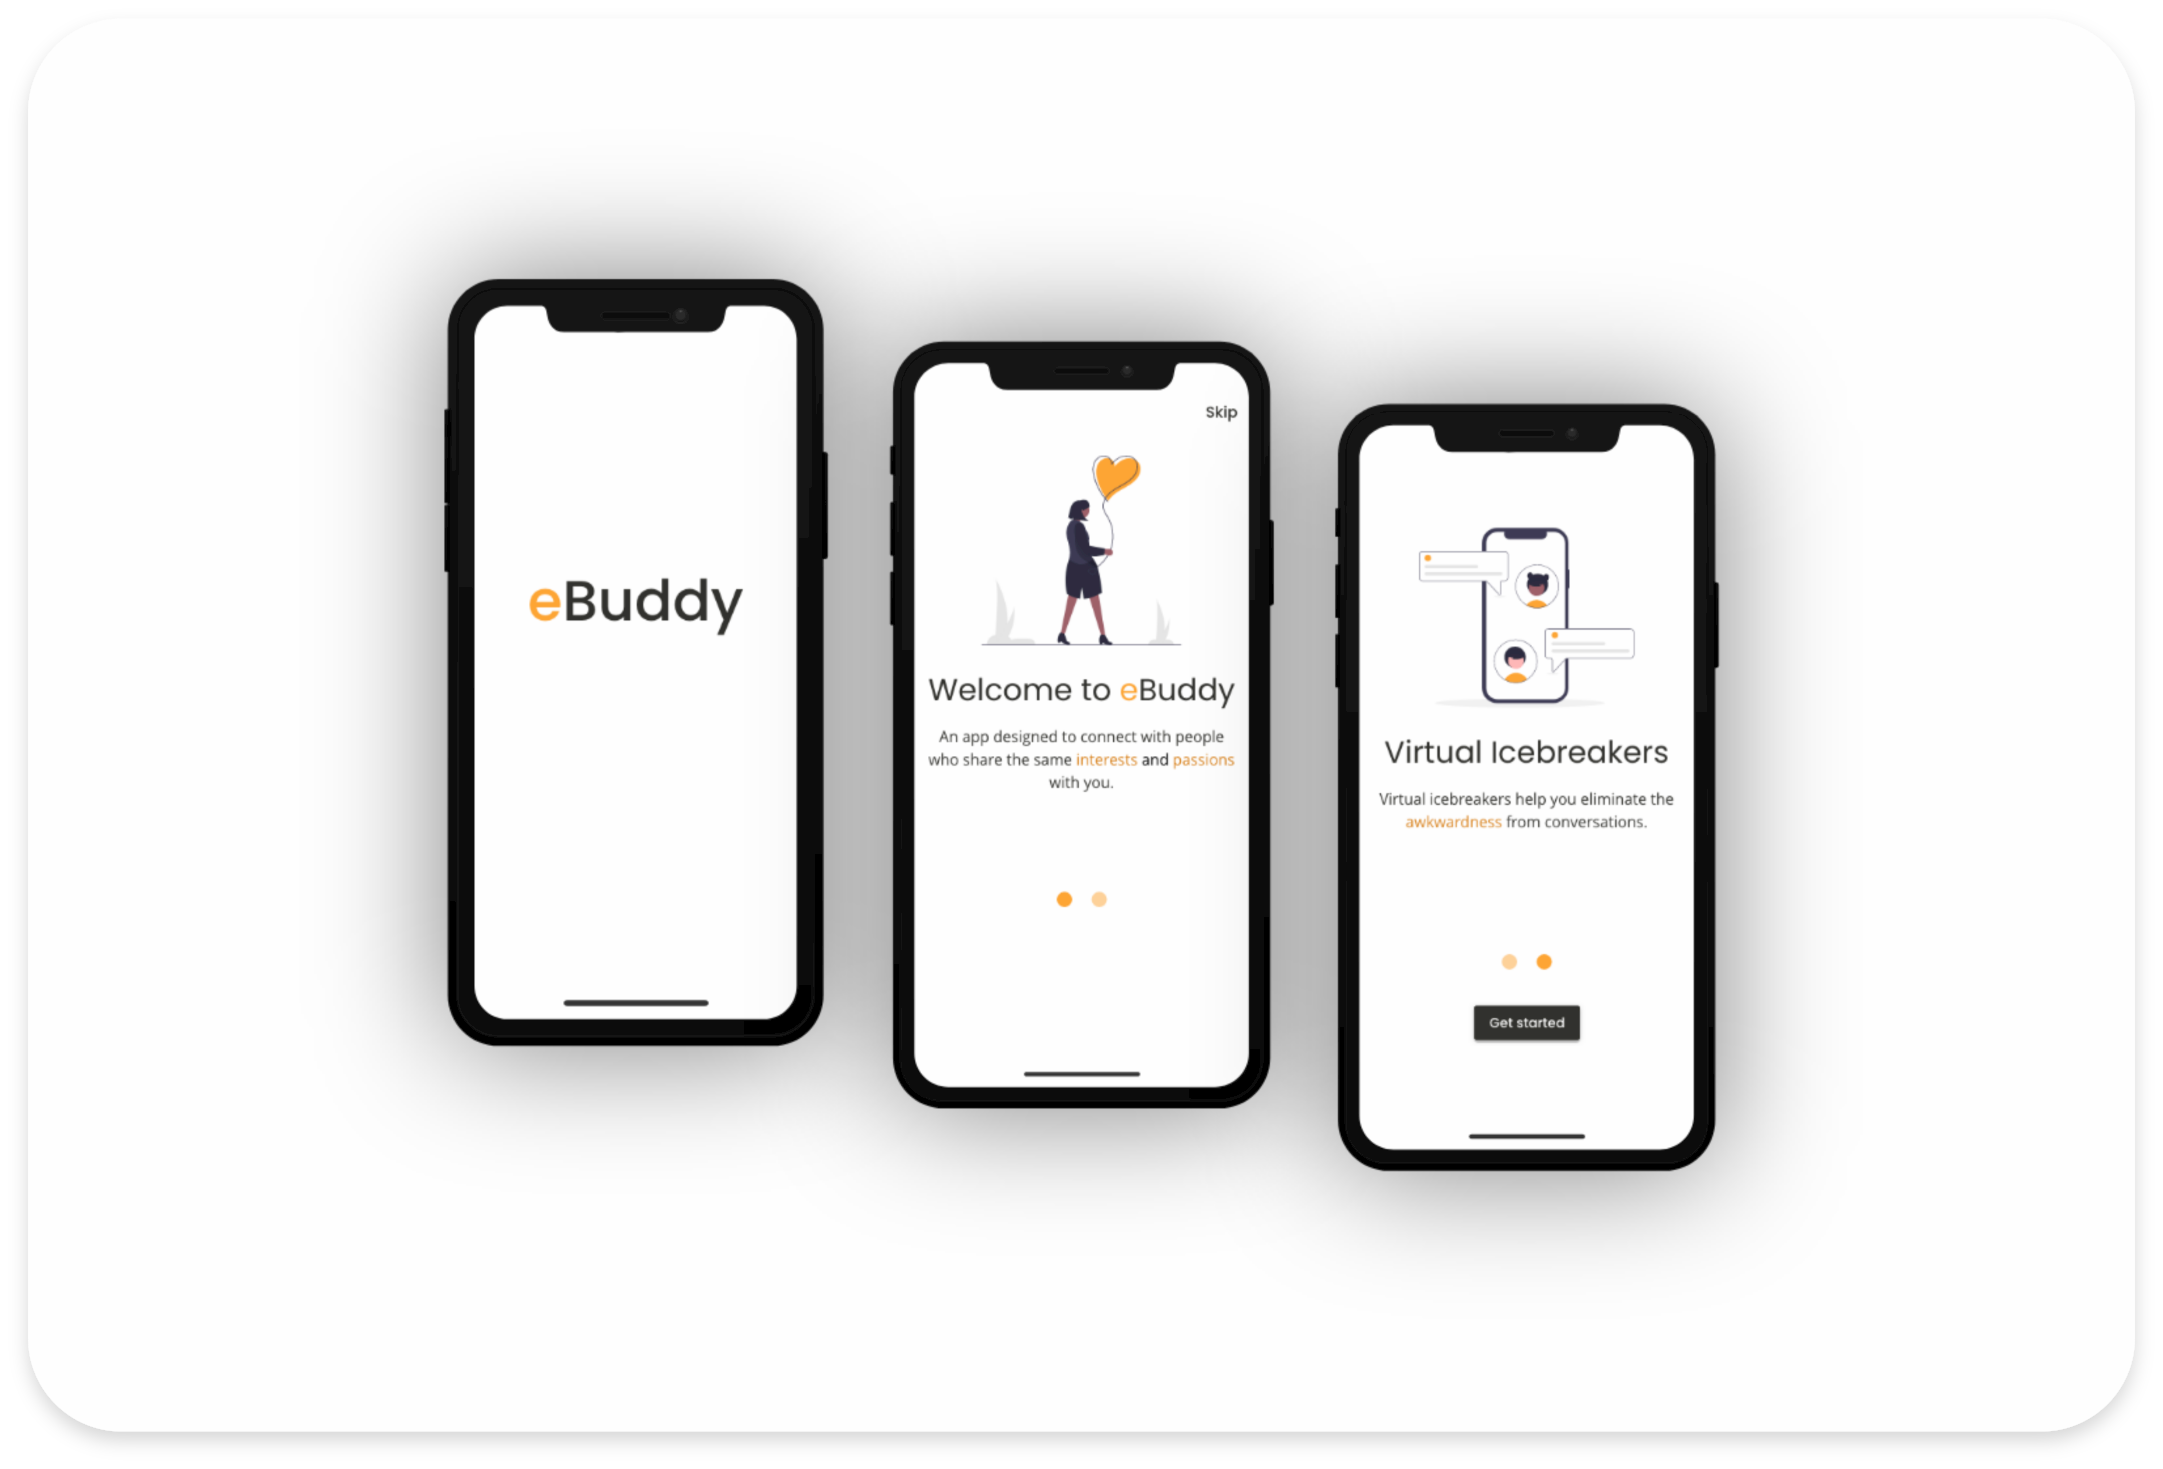 eBuddy
Skip
Welcome to eBuddy
An app designed to connect with people
who share the same interests and passions
with you.
Virtual Icebreakers
Virtual icebreakers help you eliminate the
awkwardness from conversations.
Get started